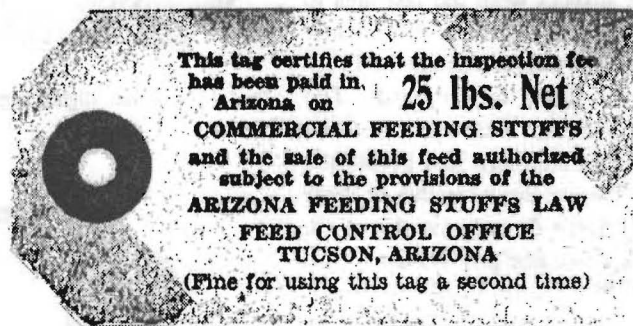 This tag certifies that the inspection fee
has been paid in
Arizona on 25 lbs. Net
COMMERCIAL FEEDING STUFFS
and the sale of this feed authorized
subject to the provisions of the
ARIZONA FEEDING STUFFS LAW
FEED CONTROL OFFICE
TUCSON, ARIZONA
(Fine for using this tag a second time)